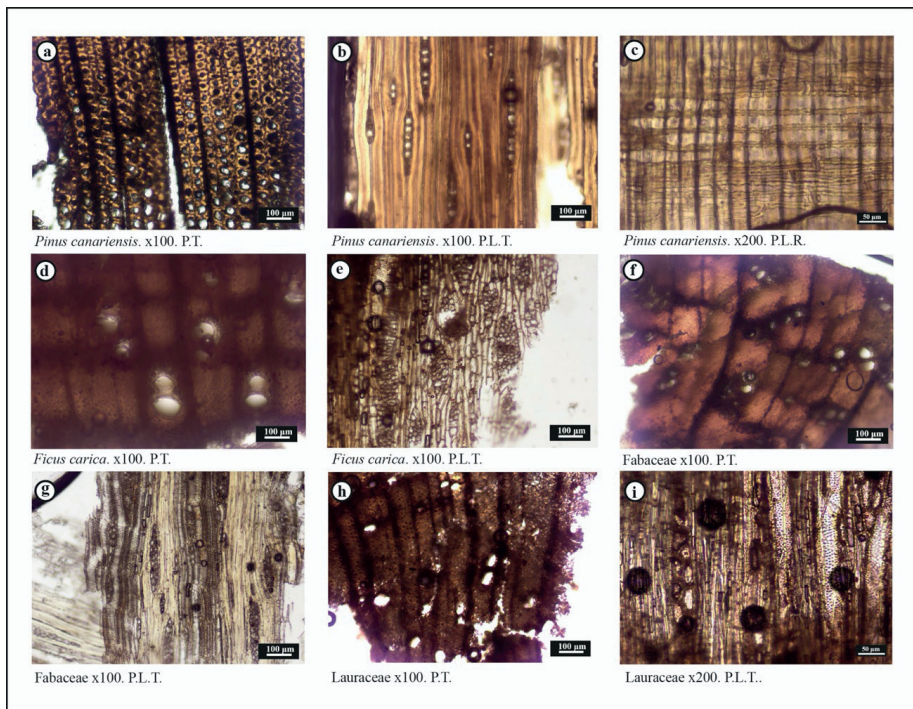 a
b
c
100 µm
100 µm
50 µm
Pinus canariensis. x100. P.T.
Pinus canariensis. x100. P.L.T.
Pinus canariensis. x200. P.L.R.
d
e
f
100 µm
100 µm
100 µm
Ficus carica. x100. P.T.
Ficus carica. x100. P.L.T.
Fabaceae x100. P.T.
g
h
i
100 µm
100 µm
50 µm
Fabaceae x100. P.L.T.
Lauraceae x100. P.T.
Lauraceae x200. P.L.T..